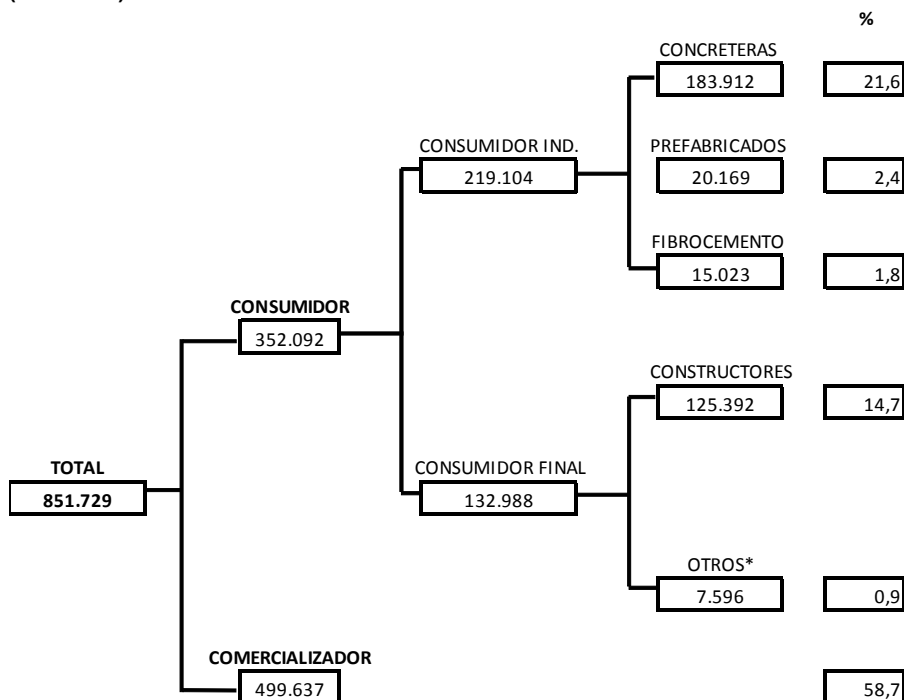 %
CONCRETERAS
183.912 21,6
CONSUMIDOR IND. PREFABRICADOS
219.104 20.169 2,4
FIBROCEMENTO
15.023 1,8
CONSUMIDOR
352.092
CONSTRUCTORES
125.392 14,7
TOTAL CONSUMIDOR FINAL
851.729 132.988
OTROS*
7.596 0,9
COMERCIALIZADOR
499.637 58,7